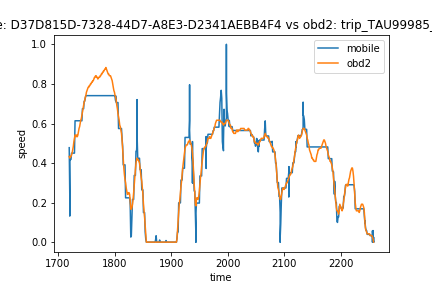 e: D37D815D-7328-44D7-A8E3-D2341AEBB4F4 vs obd2: trip_TAU99985_
mobile
obd2
1.0
0.8
0.6
0.4
0.2
0.0
speed
1700 1800 1900 2000 2100 2200
time